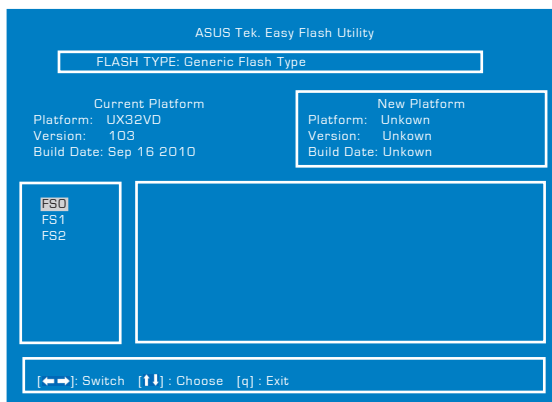 ASUS Tek. Easy Flash Utility
FLASH TYPE: Generic Flash Type
Current Platform
Platform: UX32VD
Version: 103
Build Date: Sep 16 2010
New Platform
Platform: Unkown
Version: Unkown
Build Date: Unkown
FS0
FS1
FS2
[←→]: Switch [↑↓] : Choose [q] : Exit